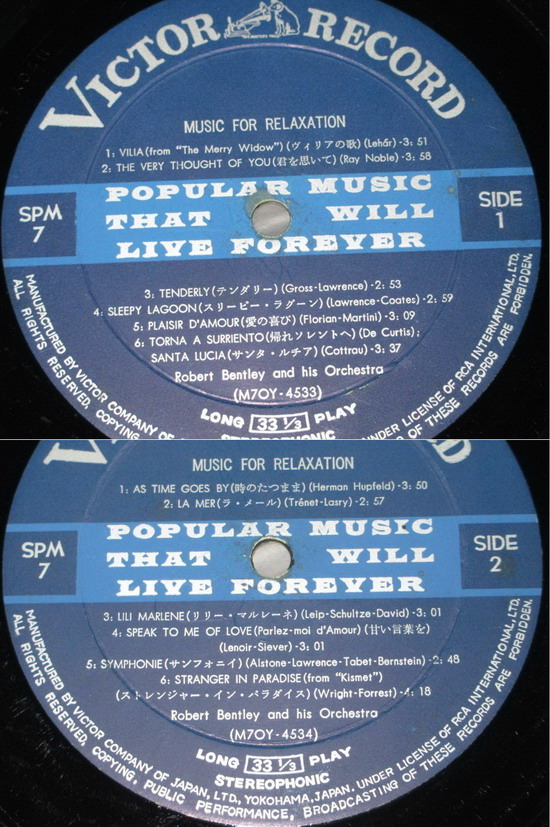 VICTOR RECORD
MUSIC FOR RELAXATION
1: VILIA (from "The Merry Widow") (ヴィリアの歌) (Lehár) -3: 51
2: THE VERY THOUGHT OF YOU (君を思いて) (Ray Noble) -3: 58
POPULAR MUSIC
THAT WILL
LIVE FOREVER
SPM
7
SIDE
1
3: TENDERLY (テンダリー) (Gross-Lawrence) -2: 53
4: SLEEPY LAGOON (スリーピー・ラグーン) (Lawrence-Coates) -2: 59
5: PLAISIR D'AMOUR (愛の喜び) (Florian-Martini) -3: 09
6: TORNA A SURRIENTO (帰れソレントへ) (De Curtis);
SANTA LUCIA (サンタ・ルチア) (Cottrau) -3: 37
Robert Bentley and his Orchestra
(M7OY-4533)
LONG 33 1/3 PLAY
STEREOPHONIC
MANUFACTURED BY VICTOR COMPANY OF UNDER LICENSE OF RCA INTERNATIONAL, LTD.
ALL RIGHTS RESERVED, COPYING, OF THESE RECORDS ARE FORBIDDEN.
MUSIC FOR RELAXATION
1: AS TIME GOES BY (時のたつまま) (Herman Hupfeld) -3: 50
2: LA MER (ラ・メール) (Trénet-Lasry) -2: 57
POPULAR MUSIC
THAT WILL
LIVE FOREVER
SPM
7
SIDE
2
3: LILI MARLENE (リリー・マルレーネ) (Leip-Schultze-David) -3: 01
4: SPEAK TO ME OF LOVE (Parlez-moi d'Amour) (甘い言葉を)
(Lenoir-Siever) -3: 01
5: SYMPHONIE (サンフォニイ) (Alstone-Lawrence-Tabet-Bernstein) -2: 48
6: STRANGER IN PARADISE (from "Kismet")
(ストレンジャー・イン・パラダイス) (Wright-Forrest) -4: 18
Robert Bentley and his Orchestra
(M7OY-4534)
LONG 33 1/3 PLAY
STEREOPHONIC
MANUFACTURED BY VICTOR COMPANY OF JAPAN, LTD., YOKOHAMA, JAPAN. UNDER LICENSE OF RCA INTERNATIONAL, LTD.
ALL RIGHTS RESERVED, COPYING, PUBLIC PERFORMANCE, BROADCASTING OF THESE RECORDS ARE FORBIDDEN.